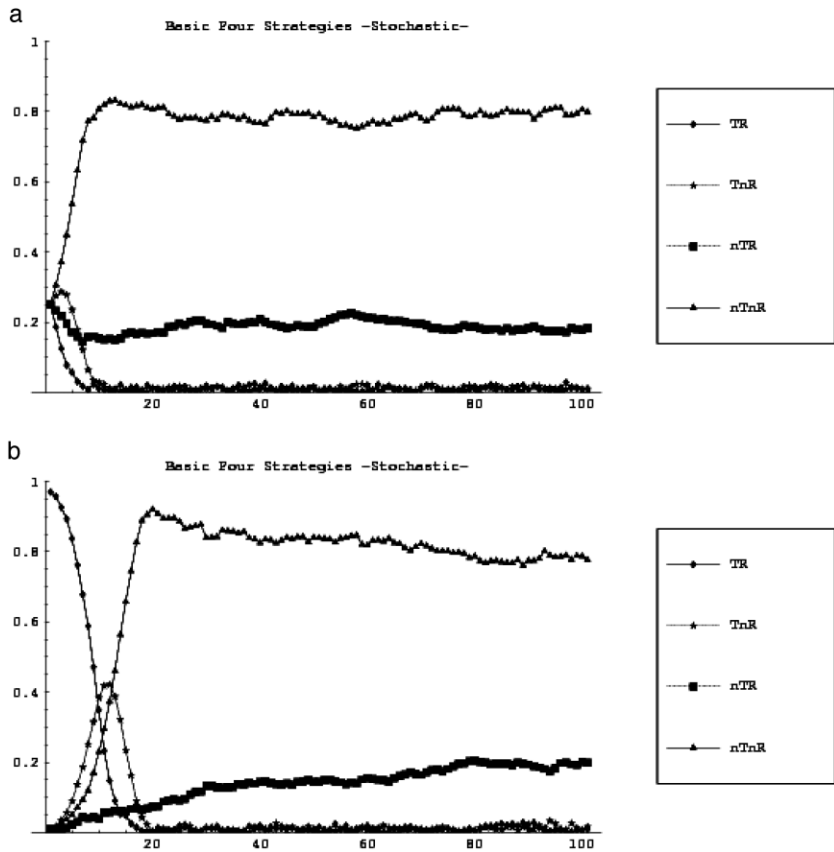 a
Basic Four Strategies -Stochastic-
1
0.8
0.6
0.4
0.2
20 40 60 80 100
TR
TnR
nTR
nTnR
b
Basic Four Strategies -Stochastic-
1
0.8
0.6
0.4
0.2
20 40 60 80 100
TR
TnR
nTR
nTnR